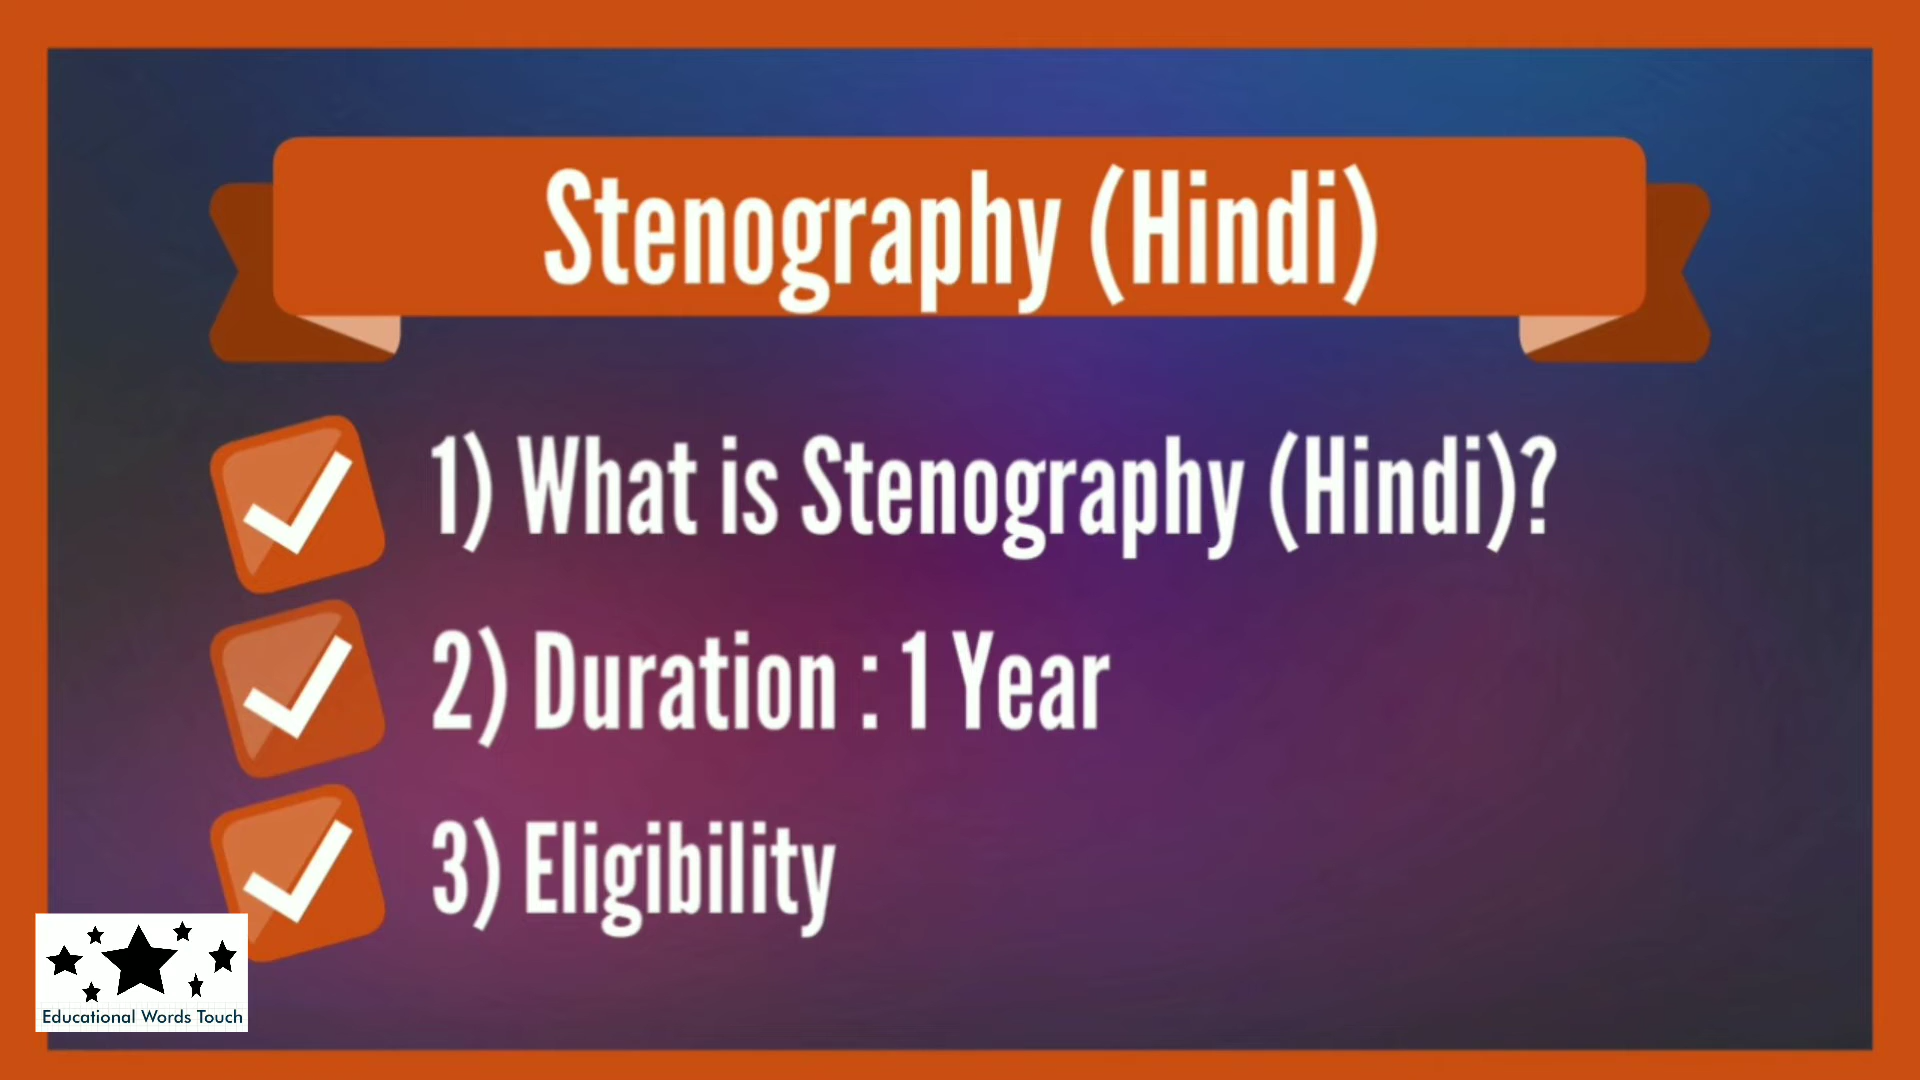 Stenography (Hindi)
1) What is Stenography (Hindi)?
2) Duration : 1 Year
3) Eligibility
Educational Words Touch